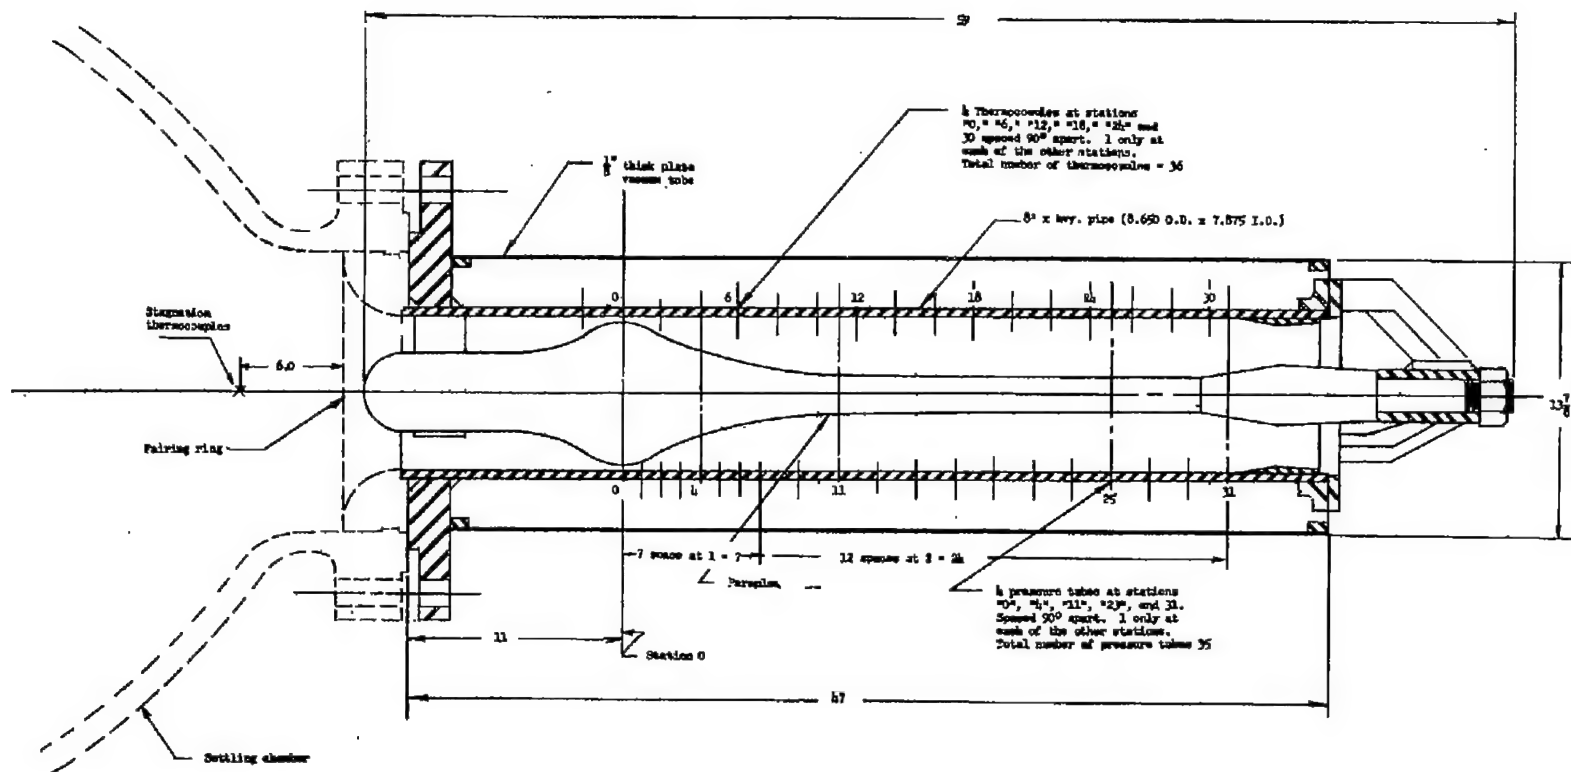 59
4 Thermocouples at stations
"0," "6," "12," "18," "24" and
30 spaced 90° apart. 1 only at
each of the other stations.
Total number of thermocouples = 36
1/8" thick plate
vacuum tube
8" x hvy. pipe (8.650 O.D. x 7.875 I.D.)
0 6 12 18 24 30
Stagnation
thermocouples
6.0
13 7/8
Fairing ring
0 4 11 25 31
7 space at 1 = 7
12 spaces at 2 = 24
4 pressure tubes at stations
"0", "4", "11", "23", and 31.
Spaced 90° apart. 1 only at
each of the other stations.
Total number of pressure tubes 35
11
Station 0
47
Settling chamber